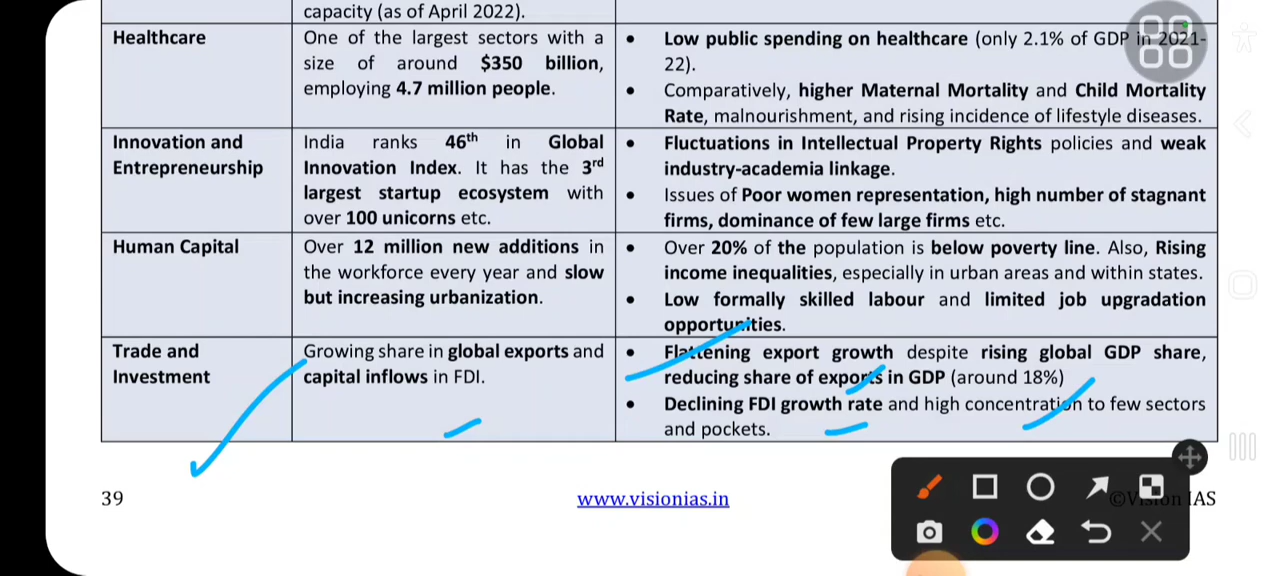 capacity (as of April 2022).
Healthcare
One of the largest sectors with a
size of around $350 billion,
employing 4.7 million people.
• Low public spending on healthcare (only 2.1% of GDP in 2021-
22).
• Comparatively, higher Maternal Mortality and Child Mortality
Rate, malnourishment, and rising incidence of lifestyle diseases.
Innovation and
Entrepreneurship
India ranks 46th in Global
Innovation Index. It has the 3rd
largest startup ecosystem with
over 100 unicorns etc.
• Fluctuations in Intellectual Property Rights policies and weak
industry-academia linkage.
• Issues of Poor women representation, high number of stagnant
firms, dominance of few large firms etc.
Human Capital
Over 12 million new additions in
the workforce every year and slow
but increasing urbanization.
• Over 20% of the population is below poverty line. Also, Rising
income inequalities, especially in urban areas and within states.
• Low formally skilled labour and limited job upgradation
opportunities.
Trade and
Investment
Growing share in global exports and
capital inflows in FDI.
• Flattening export growth despite rising global GDP share,
reducing share of exports in GDP (around 18%)
• Declining FDI growth rate and high concentration to few sectors
and pockets.
39
www.visionias.in
©Vision IAS